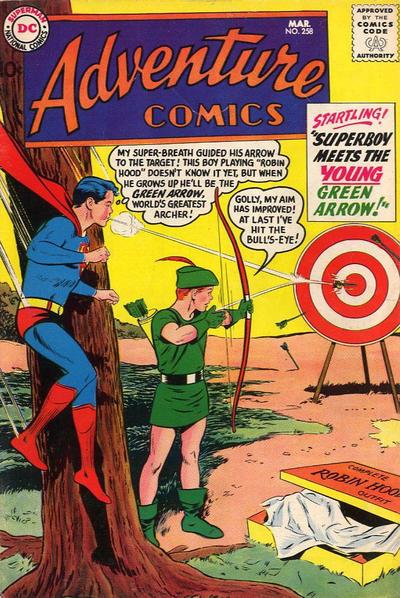 SUPERMAN
DC
NATIONAL COMICS
MAR.
NO. 258
APPROVED
BY THE
COMICS
CODE
AUTHORITY
Adventure
COMICS
STARTLING!
"SUPERBOY
MEETS THE
YOUNG
GREEN
ARROW!"
MY SUPER-BREATH GUIDED HIS ARROW
TO THE TARGET! THIS BOY PLAYING "ROBIN
HOOD" DOESN'T KNOW IT YET, BUT WHEN
HE GROWS UP HE'LL BE THE
GREEN ARROW,
WORLD'S GREATEST
ARCHER!
GOLLY, MY AIM
HAS IMPROVED!
AT LAST I'VE
HIT THE
BULL'S-EYE!
COMPLETE
ROBIN HOOD
OUTFIT